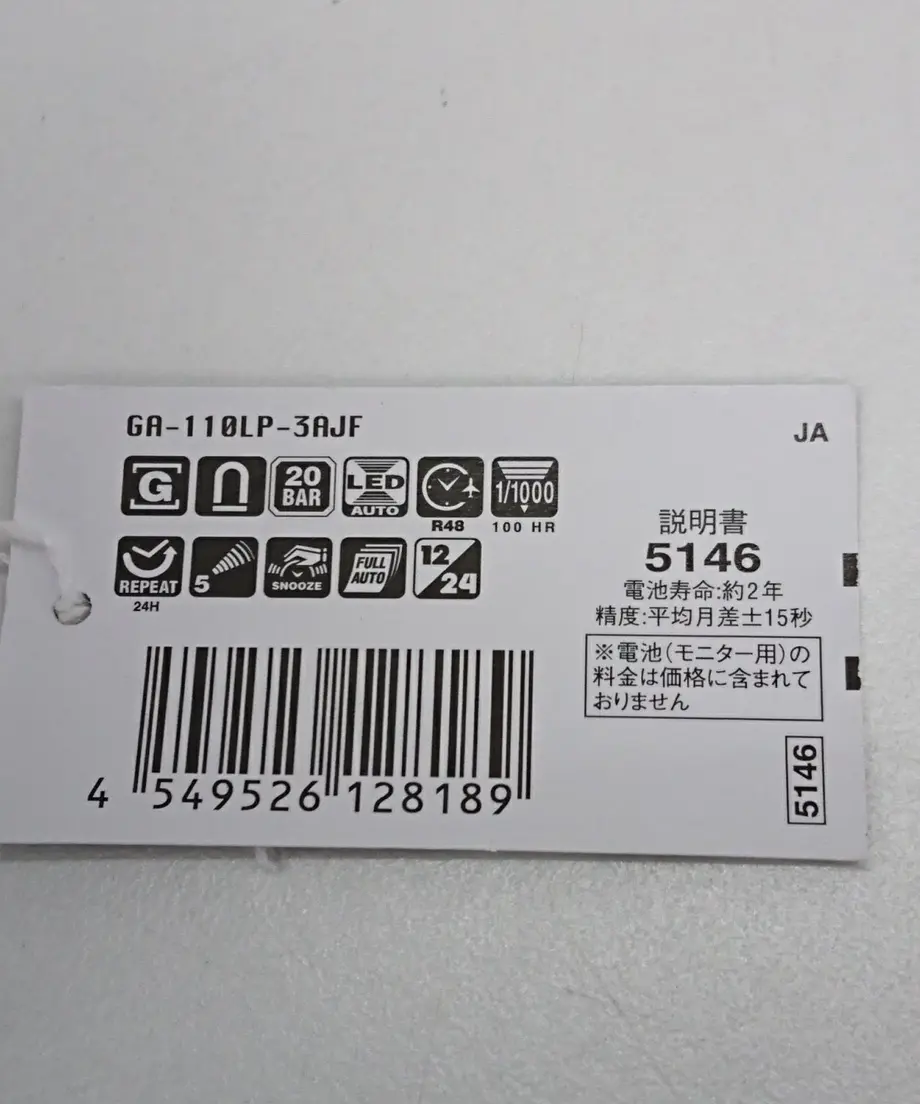 GA-110LP-3AJF
JA
G
20
BAR
LED
AUTO
R48
1/1000
100 HR
REPEAT
24H
5
SNOOZE
FULL
AUTO
12/24
説明書
5146
電池寿命:約2年
精度:平均月差±15秒
※電池(モニター用)の
料金は価格に含まれて
おりません
5146
4 549526 128189